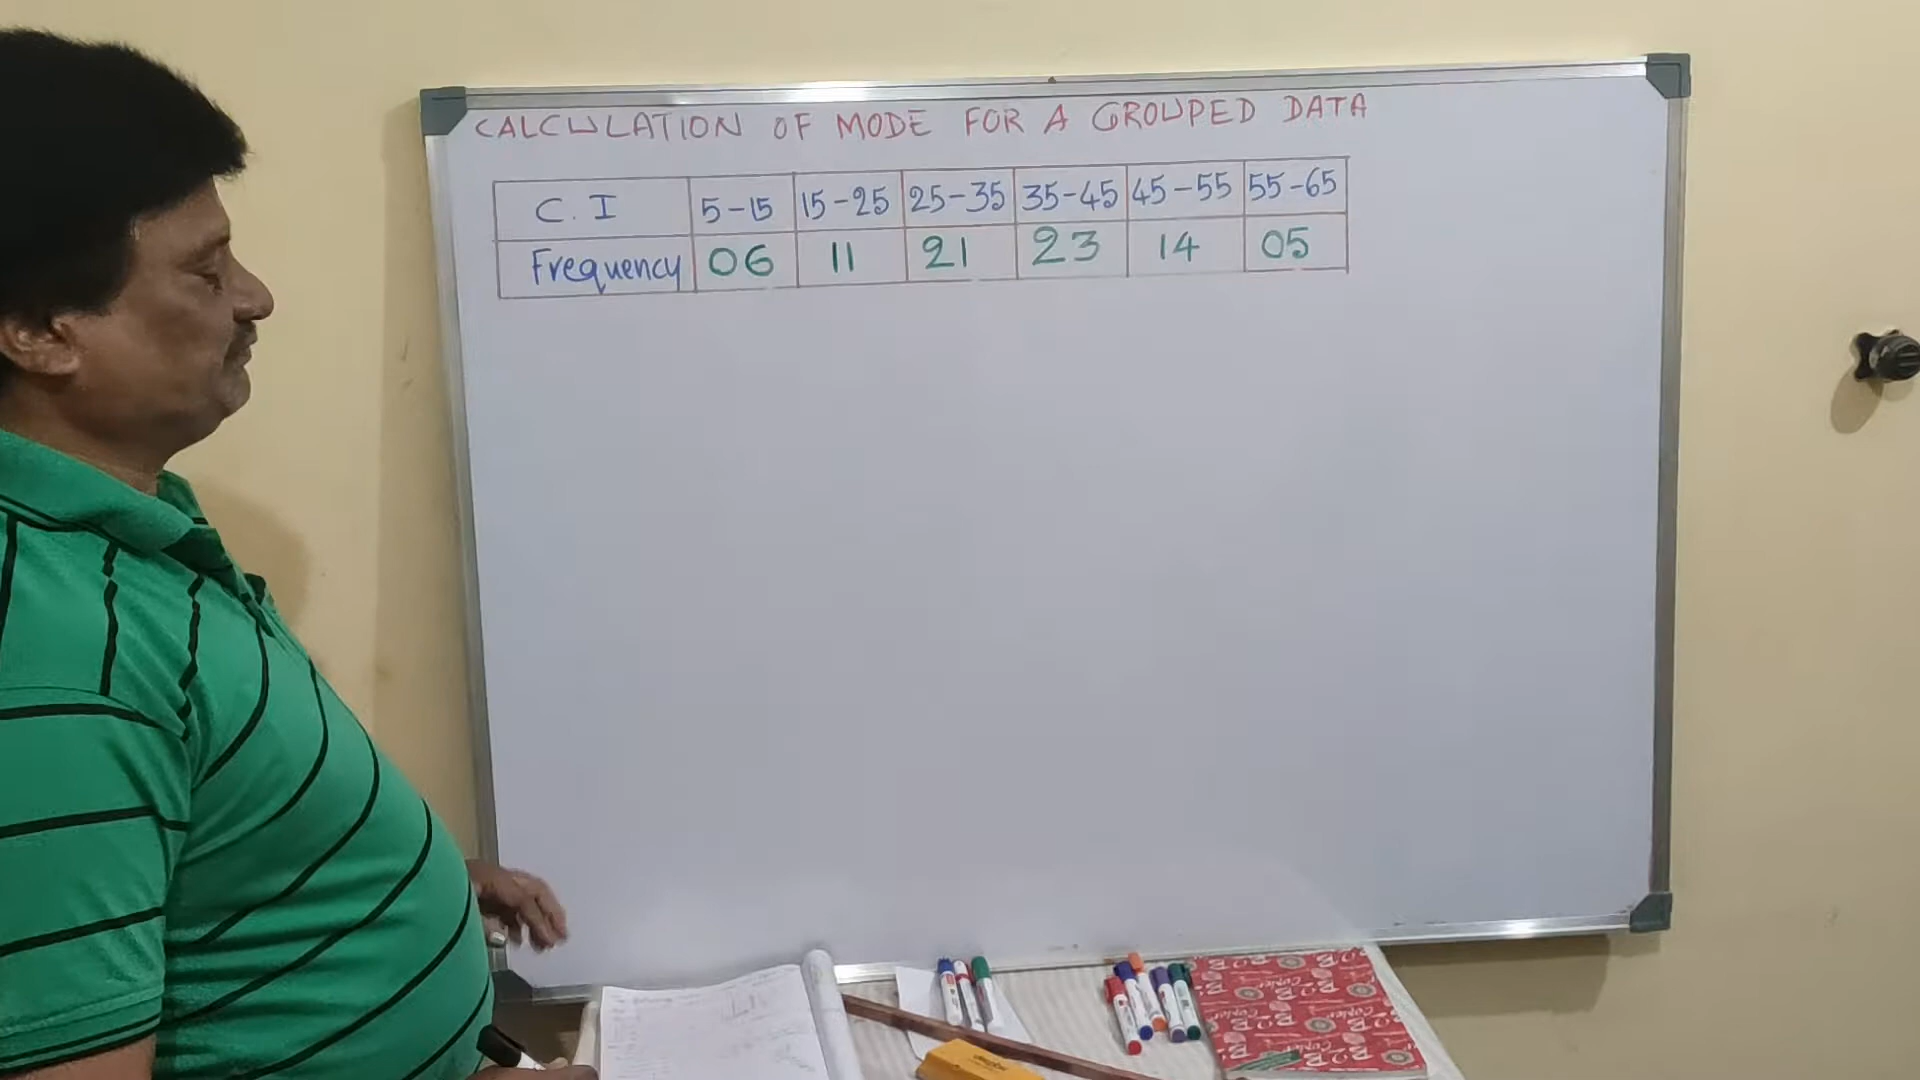 CALCULATION OF MODE FOR A GROUPED DATA
C.I 5-15 15-25 25-35 35-45 45-55 55-65
Frequency 06 11 21 23 14 05